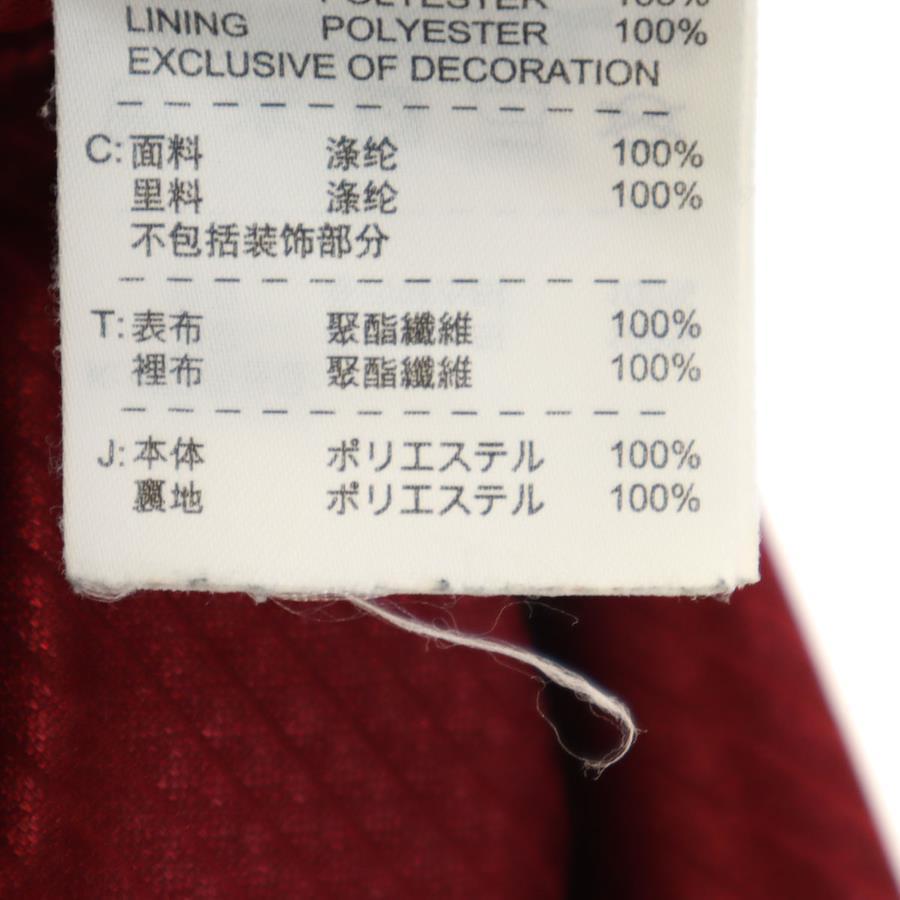 POLYESTER 100%
LINING POLYESTER 100%
EXCLUSIVE OF DECORATION
C: 面料 涤纶 100%
里料 涤纶 100%
不包括装饰部分
T: 表布 聚酯纖維 100%
裡布 聚酯纖維 100%
J: 本体 ポリエステル 100%
裏地 ポリエステル 100%